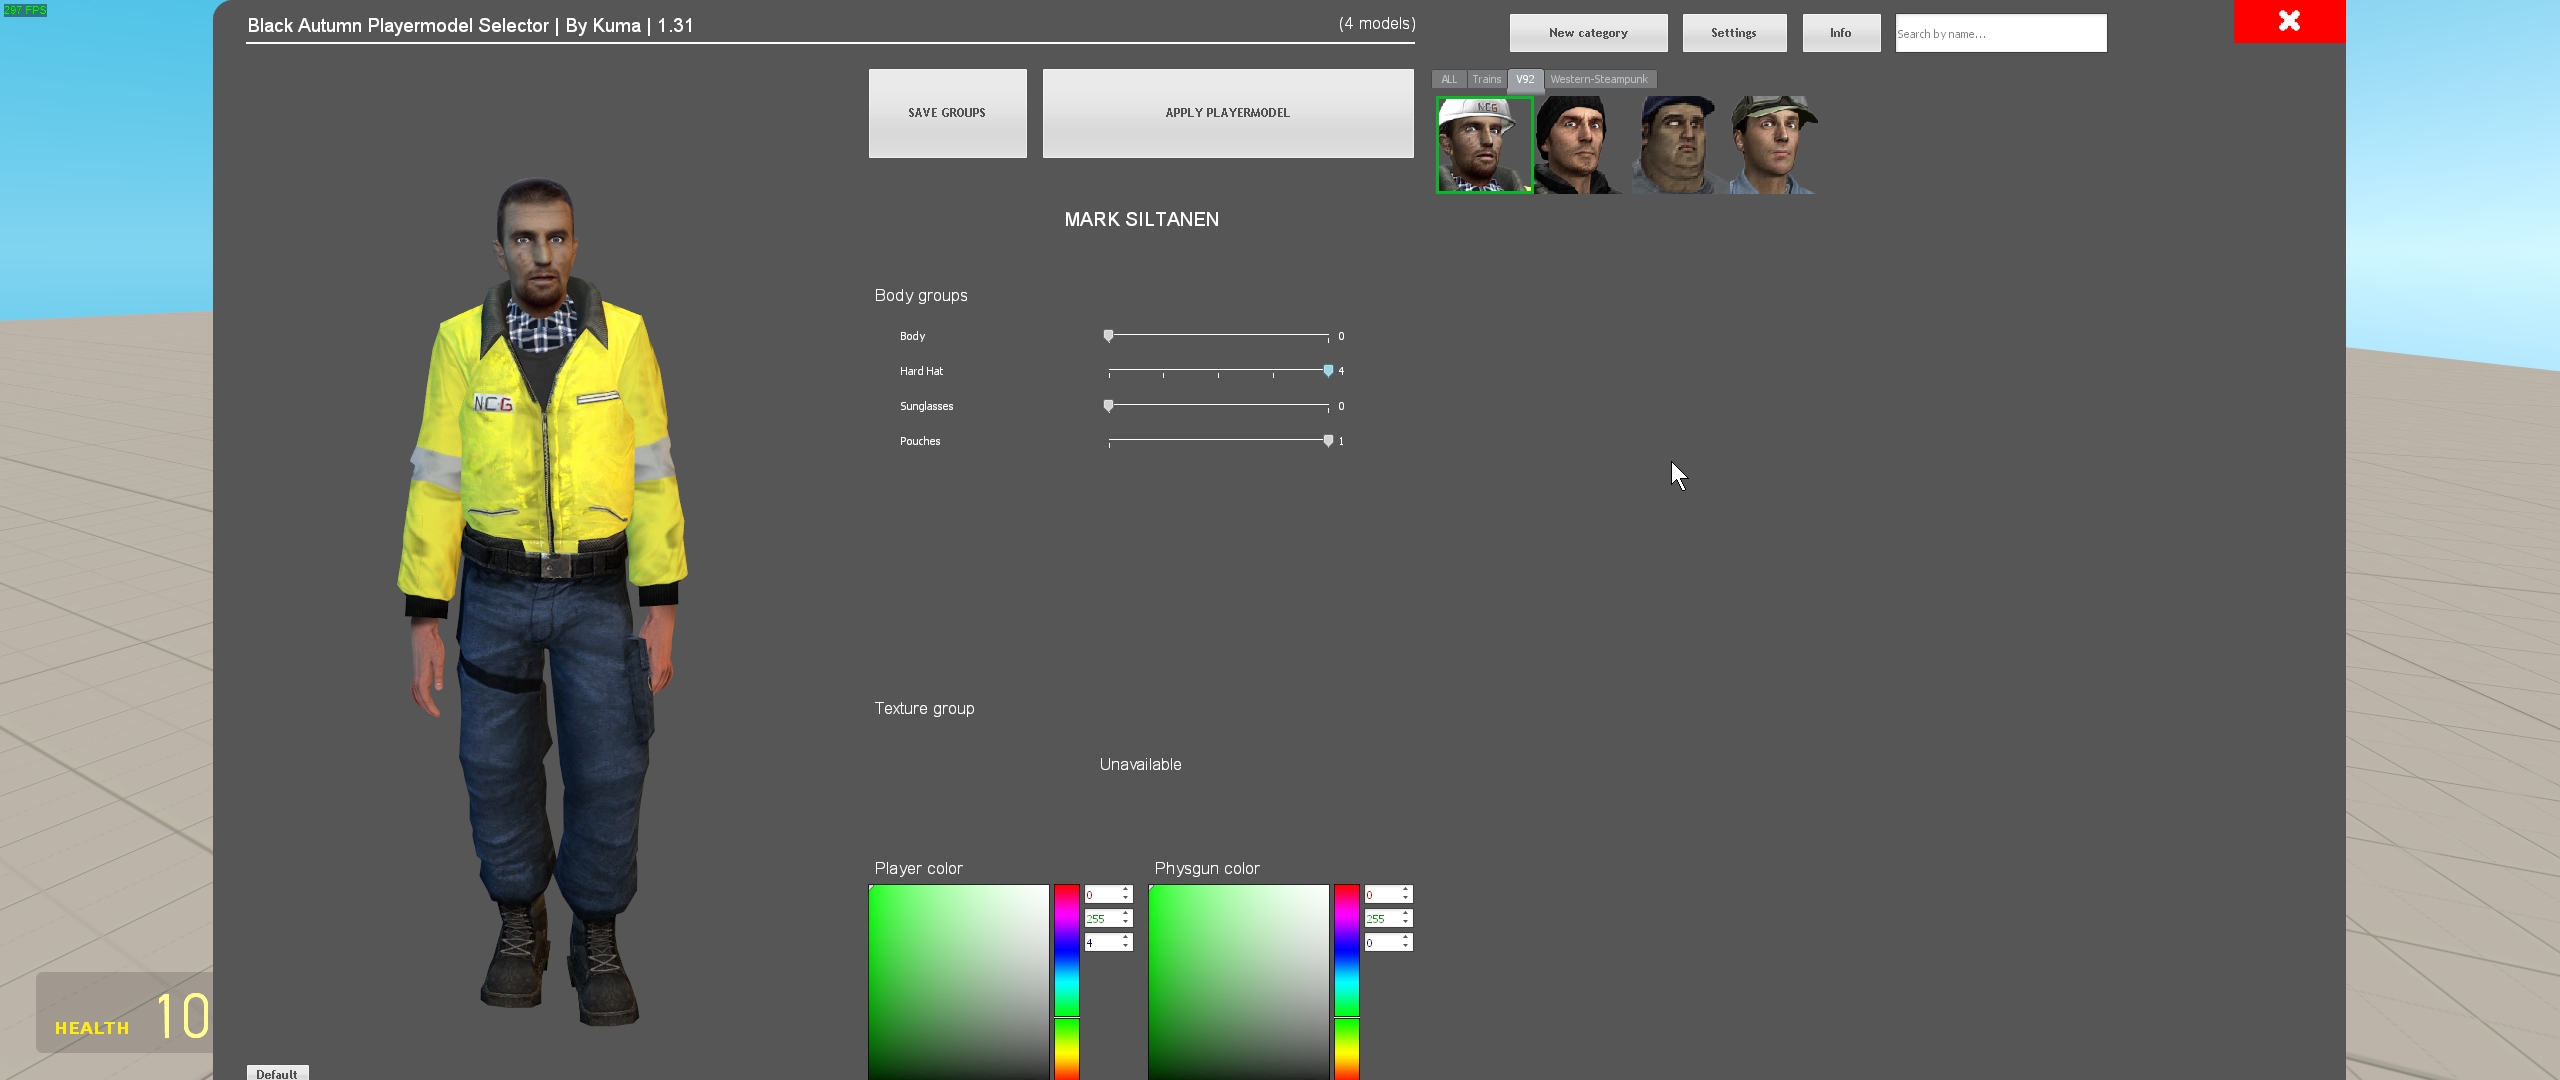 297 FPS
Black Autumn Playermodel Selector | By Kuma | 1.31
(4 models)
New category
Settings
Info
Search by name...
SAVE GROUPS
APPLY PLAYERMODEL
ALL
Trains
V92
Western-Steampunk
NCG
MARK SILTANEN
Body groups
Body
0
Hard Hat
4
Sunglasses
0
Pouches
1
NCG
Texture group
Unavailable
Player color
Physgun color
0
255
4
0
255
0
HEALTH 10
Default